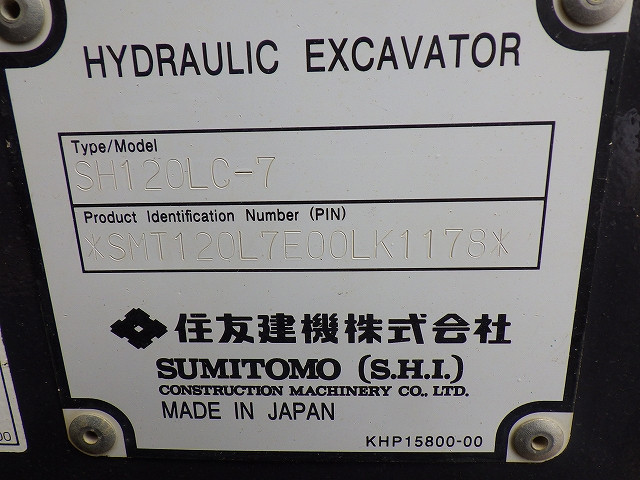 HYDRAULIC EXCAVATOR
Type/Model
SH120LC-7
Product Identification Number (PIN)
*SMT120L7E00LK1178*
住友建機株式会社
SUMITOMO (S.H.I.)
CONSTRUCTION MACHINERY CO., LTD.
MADE IN JAPAN
KHP15800-00